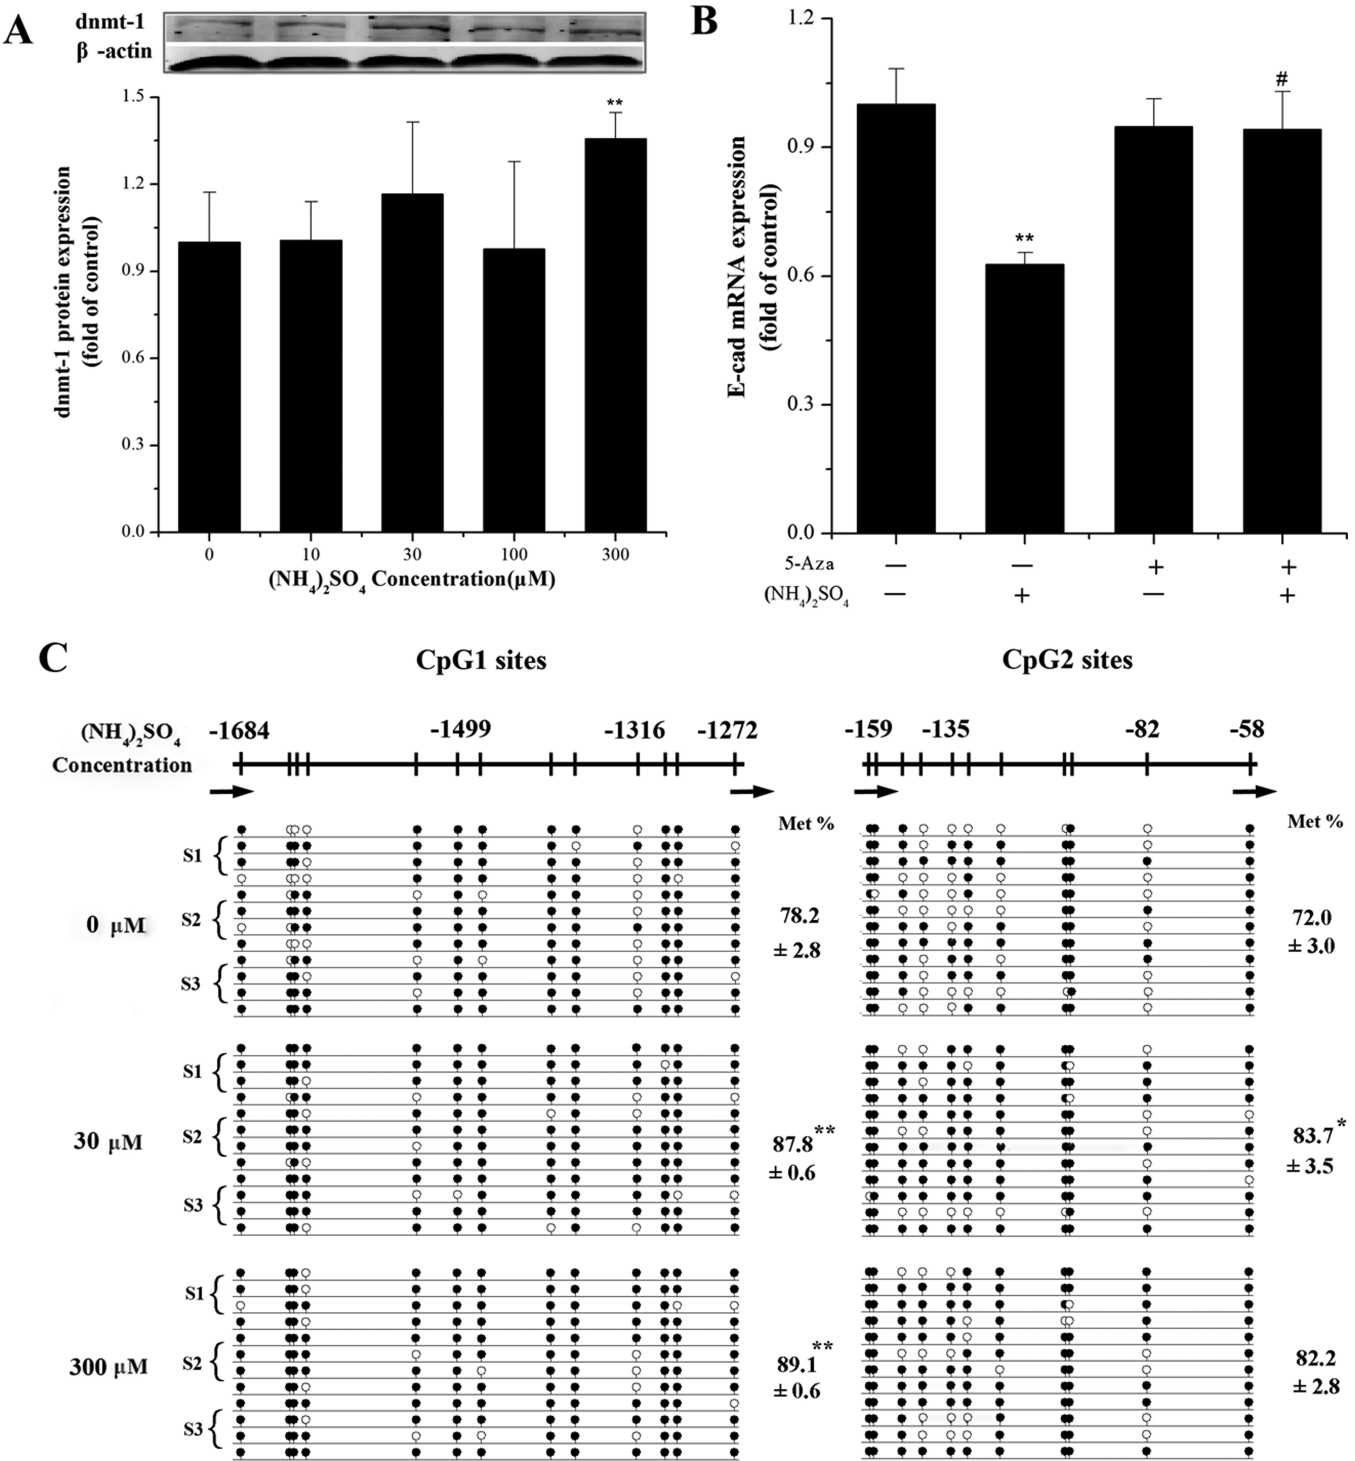 A
dnmt-1
β -actin
dnmt-1 protein expression
(fold of control)
1.5
1.2
0.9
0.6
0.3
0.0
**
0 10 30 100 300
(NH4)2SO4 Concentration(μM)
B
E-cad mRNA expression
(fold of control)
1.2
0.9
0.6
0.3
0.0
**
#
5-Aza — — + +
(NH4)2SO4 — + — +
C
CpG1 sites
CpG2 sites
(NH4)2SO4
Concentration
-1684 -1499 -1316 -1272
-159 -135 -82 -58
Met %
Met %
0 μM
S1
S2
S3
78.2
± 2.8
72.0
± 3.0
30 μM
S1
S2
S3
87.8**
± 0.6
83.7*
± 3.5
300 μM
S1
S2
S3
89.1**
± 0.6
82.2
± 2.8